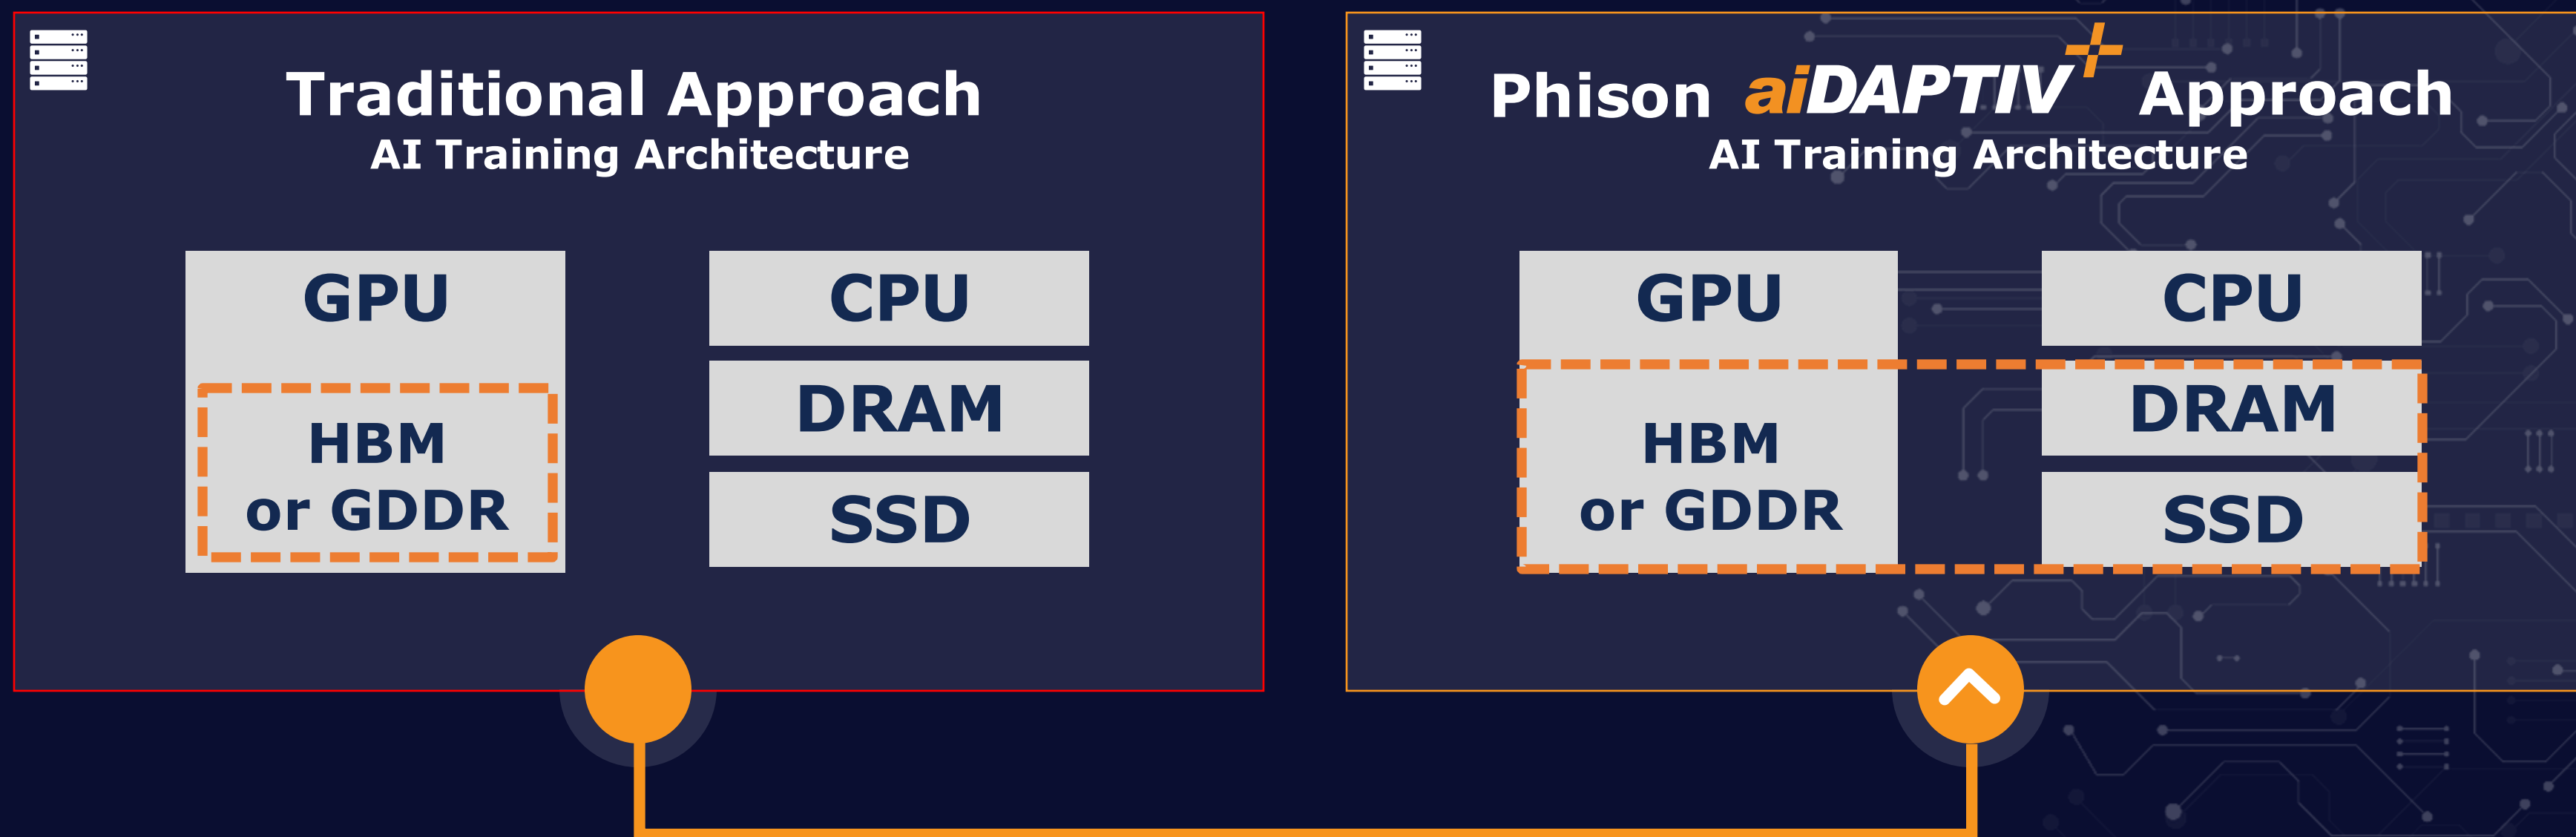 Traditional Approach
AI Training Architecture
GPU
HBM
or GDDR
CPU
DRAM
SSD
Phison aiDAPTIV+ Approach
AI Training Architecture
GPU
HBM
or GDDR
CPU
DRAM
SSD